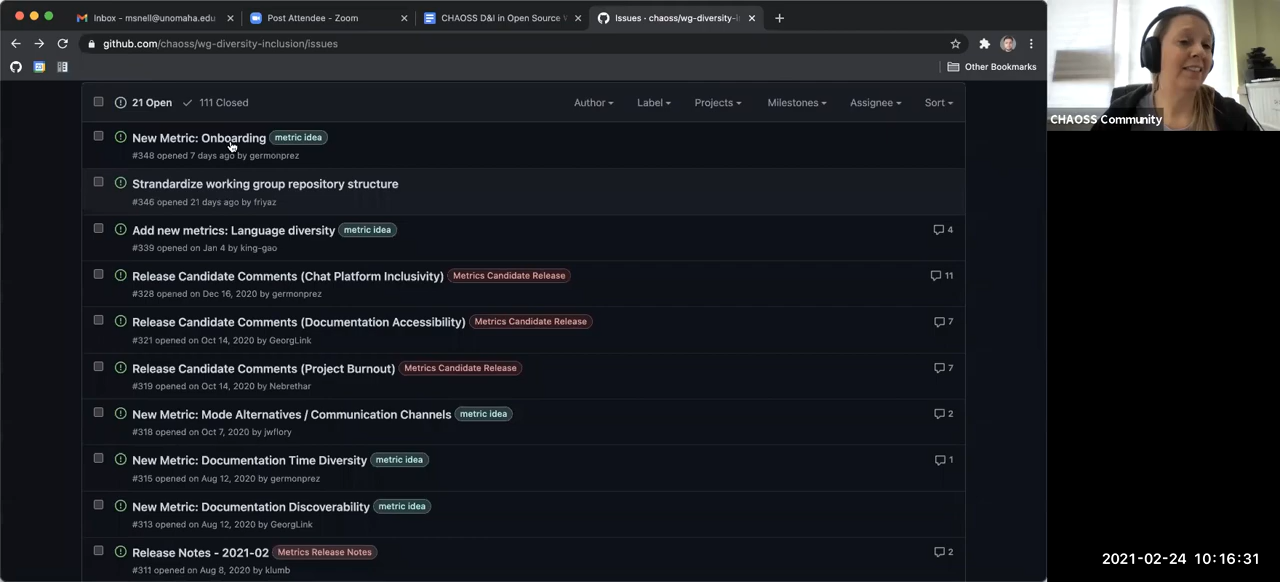 Inbox - msnell@unomaha.edu
Post Attendee - Zoom
CHAOSS D&I in Open Source
Issues · chaoss/wg-diversity-i
github.com/chaoss/wg-diversity-inclusion/issues
Other Bookmarks
21 Open 111 Closed Author Label Projects Milestones Assignee Sort
New Metric: Onboarding metric idea
#348 opened 7 days ago by germonprez
Strandardize working group repository structure
#346 opened 21 days ago by friyaz
Add new metrics: Language diversity metric idea 4
#339 opened on Jan 4 by king-gao
Release Candidate Comments (Chat Platform Inclusivity) Metrics Candidate Release 11
#328 opened on Dec 16, 2020 by germonprez
Release Candidate Comments (Documentation Accessibility) Metrics Candidate Release 7
#321 opened on Oct 14, 2020 by GeorgLink
Release Candidate Comments (Project Burnout) Metrics Candidate Release 7
#319 opened on Oct 14, 2020 by Nebrethar
New Metric: Mode Alternatives / Communication Channels metric idea 2
#318 opened on Oct 7, 2020 by jwflory
New Metric: Documentation Time Diversity metric idea 1
#315 opened on Aug 12, 2020 by germonprez
New Metric: Documentation Discoverability metric idea
#313 opened on Aug 12, 2020 by GeorgLink
Release Notes - 2021-02 Metrics Release Notes 2
#311 opened on Aug 8, 2020 by klumb
CHAOSS Community
2021-02-24 10:16:31